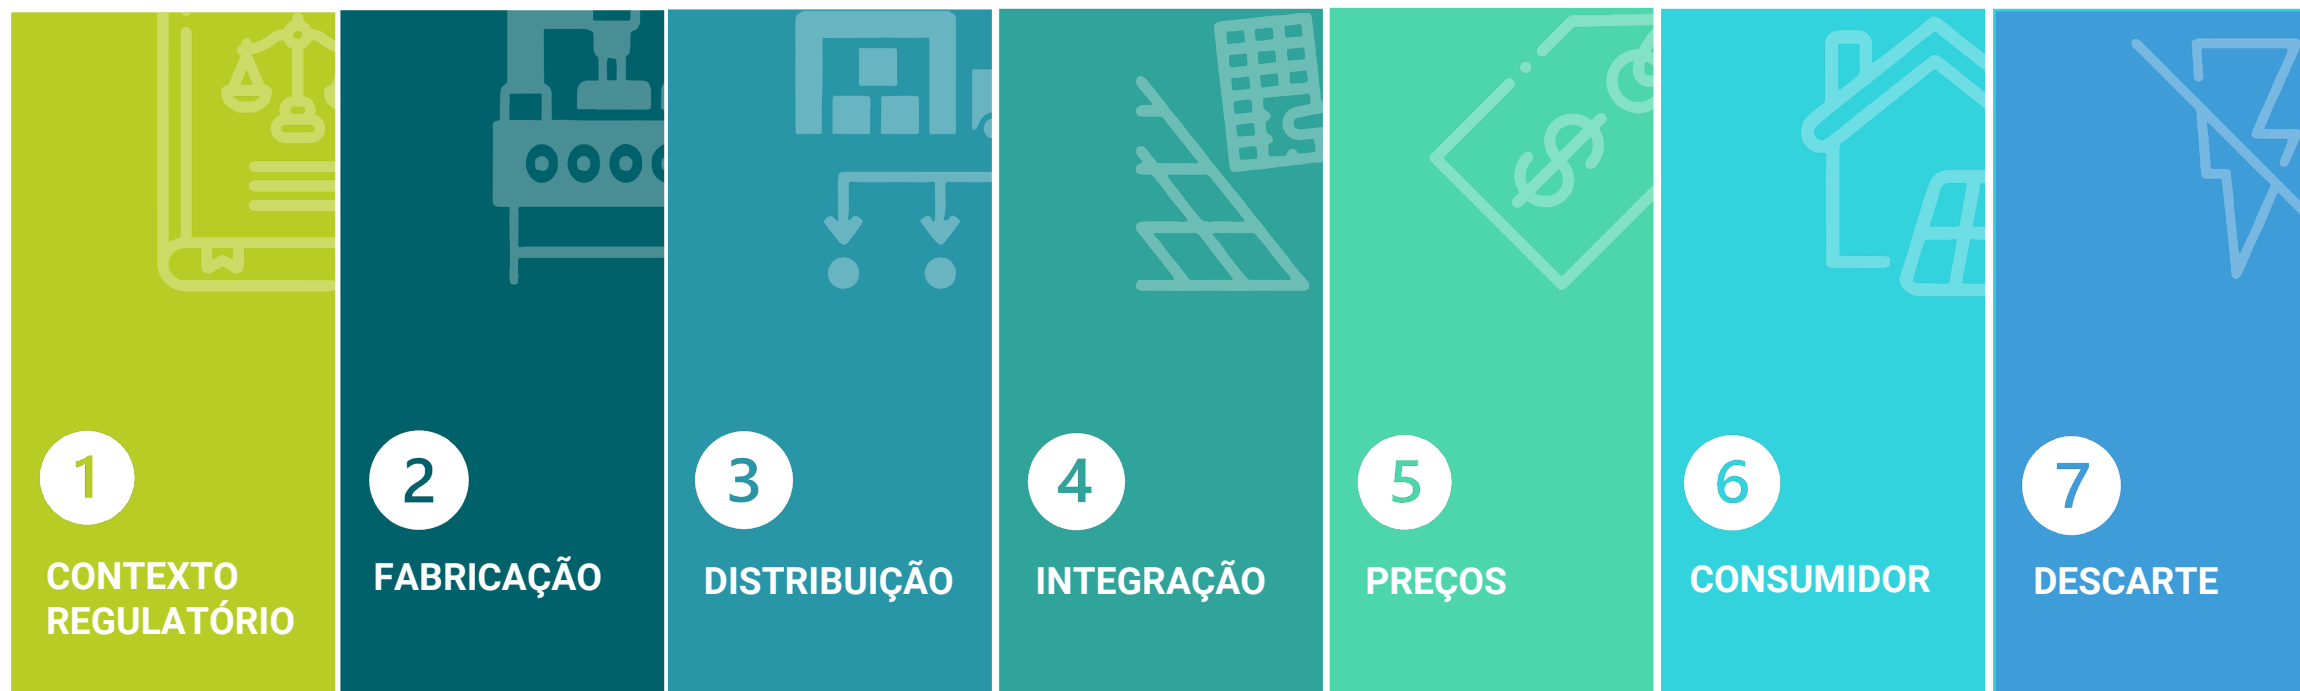 1
CONTEXTO
REGULATÓRIO
2
FABRICAÇÃO
3
DISTRIBUIÇÃO
4
INTEGRAÇÃO
5
PREÇOS
6
CONSUMIDOR
7
DESCARTE